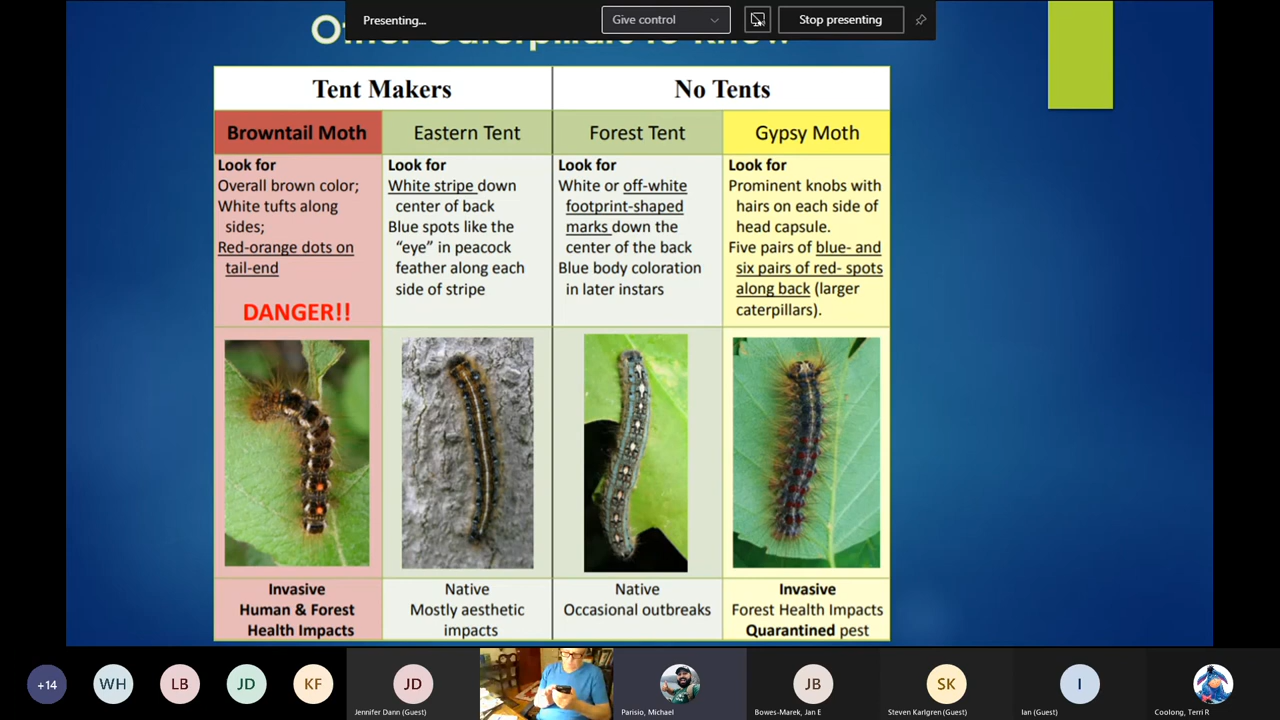 Presenting...
Give control
Stop presenting
Other Caterpillars to Know
Tent Makers
No Tents
Browntail Moth
Eastern Tent
Forest Tent
Gypsy Moth
Look for
Overall brown color;
White tufts along
sides;
Red-orange dots on
tail-end
DANGER!!
Look for
White stripe down
center of back
Blue spots like the
“eye” in peacock
feather along each
side of stripe
Look for
White or off-white
footprint-shaped
marks down the
center of the back
Blue body coloration
in later instars
Look for
Prominent knobs with
hairs on each side of
head capsule.
Five pairs of blue- and
six pairs of red- spots
along back (larger
caterpillars).
Invasive
Human & Forest
Health Impacts
Native
Mostly aesthetic
impacts
Native
Occasional outbreaks
Invasive
Forest Health Impacts
Quarantined pest
+14
WH
LB
JD
KF
JD
Jennifer Dann (Guest)
Parisio, Michael
JB
Bowes-Marek, Jan E
SK
Steven Karlgren (Guest)
I
Ian (Guest)
Coolong, Terri R